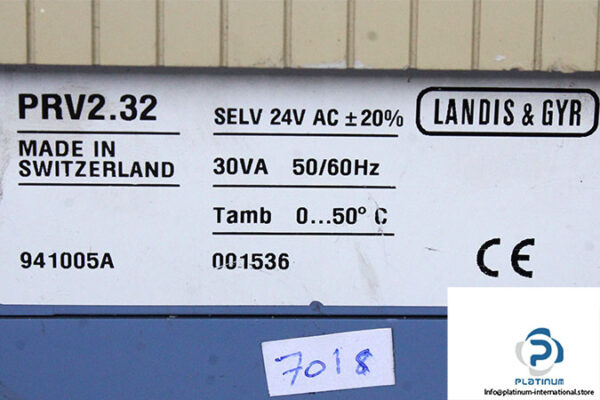 PRV2.32
MADE IN
SWITZERLAND
941005A
SELV 24V AC ± 20%
30VA 50/60Hz
Tamb 0...50° C
001536
LANDIS & GYR
CE
7018
PLATINUM
Info@platinum-international.store